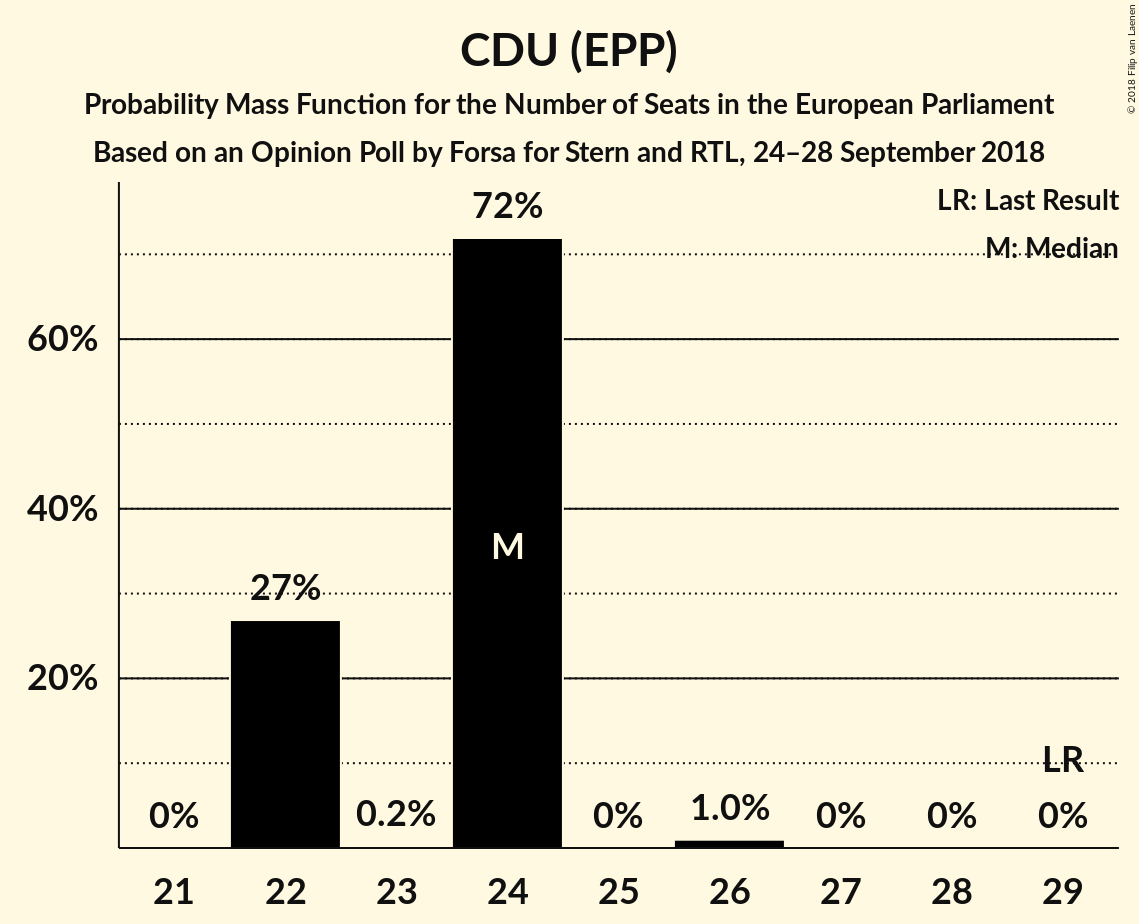 CDU (EPP)
Probability Mass Function for the Number of Seats in the European Parliament
Based on an Opinion Poll by Forsa for Stern and RTL, 24–28 September 2018
© 2018 Filip van Laenen
LR: Last Result
M: Median
72%
60%
40%
M
27%
20%
LR
0%
0.2%
0%
1.0%
0%
0%
0%
21 22 23 24 25 26 27 28 29